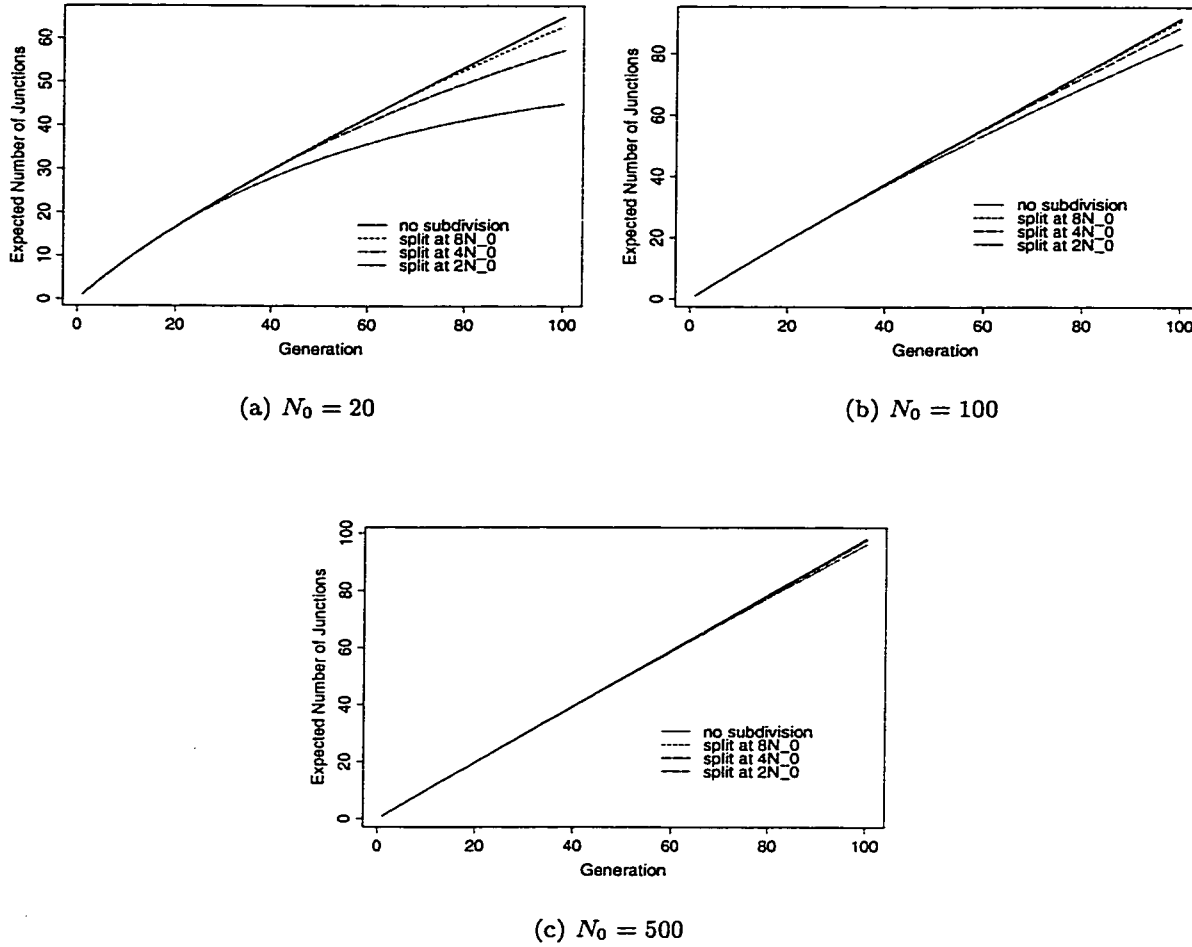 Expected Number of Junctions
60
50
40
30
20
10
0
no subdivision
split at 8N_0
split at 4N_0
split at 2N_0
0 20 40 60 80 100
Generation
(a) N₀ = 20
Expected Number of Junctions
80
60
40
20
0
no subdivision
split at 8N_0
split at 4N_0
split at 2N_0
0 20 40 60 80 100
Generation
(b) N₀ = 100
Expected Number of Junctions
100
80
60
40
20
0
no subdivision
split at 8N_0
split at 4N_0
split at 2N_0
0 20 40 60 80 100
Generation
(c) N₀ = 500